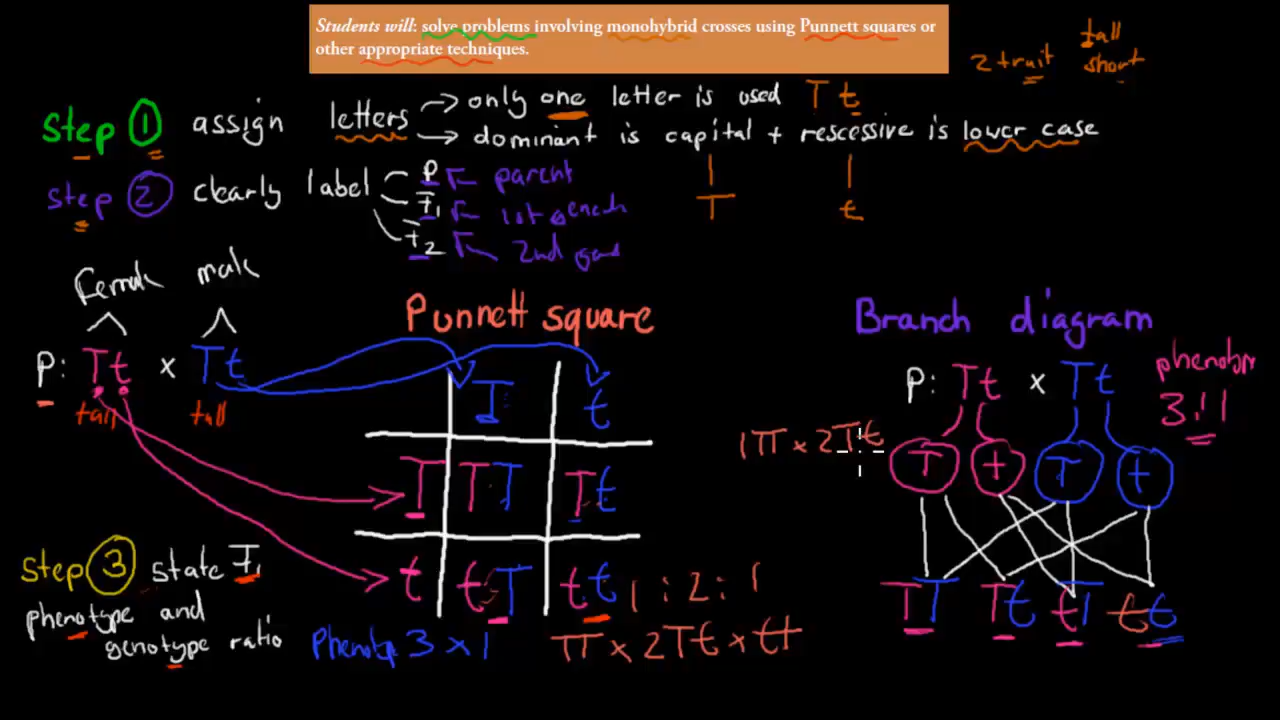 Students will: solve problems involving monohybrid crosses using Punnett squares or
other appropriate techniques.
2 trait tall
short
Step 1 assign letters → only one letter is used T t
→ dominant is capital + rescessive is lower case
T t
Step 2 clearly label P ← parent
F1 ← 1st
F2 ← 2nd
Female male
P: Tt x Tt
tall tall
Punnett square
T t
T TT Tt
t tT tt
1 : 2 : 1
Phenotype 3 x 1 TT x 2Tt x tt
Step 3 state F1
phenotype and
genotype ratio
Branch diagram
P: Tt x Tt
phenotype
3:1
1TT x 2Tt
T t T t
TT Tt tT tt